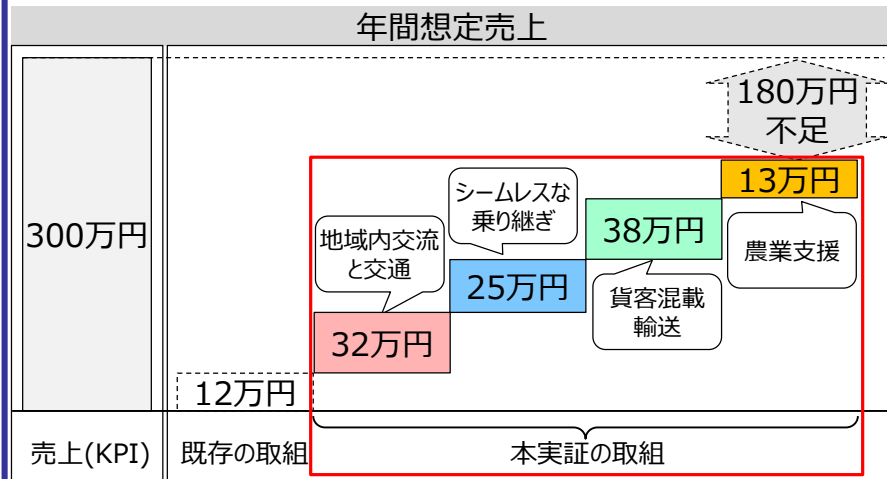 年間想定売上
180万円
不足
13万円
シームレスな
乗り継ぎ
38万円
300万円
地域内交流
と交通
農業支援
25万円
貨客混載
輸送
32万円
12万円
売上(KPI)
既存の取組
本実証の取組